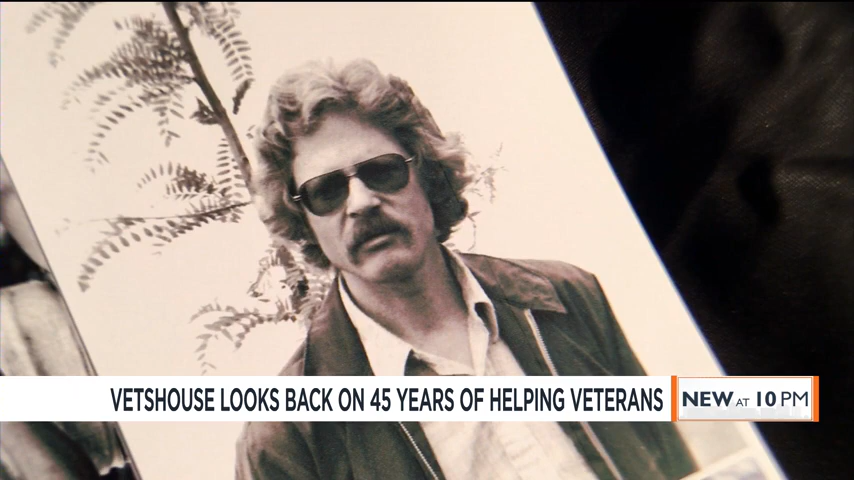 VETSHOUSE LOOKS BACK ON 45 YEARS OF HELPING VETERANS
NEW AT 10 PM